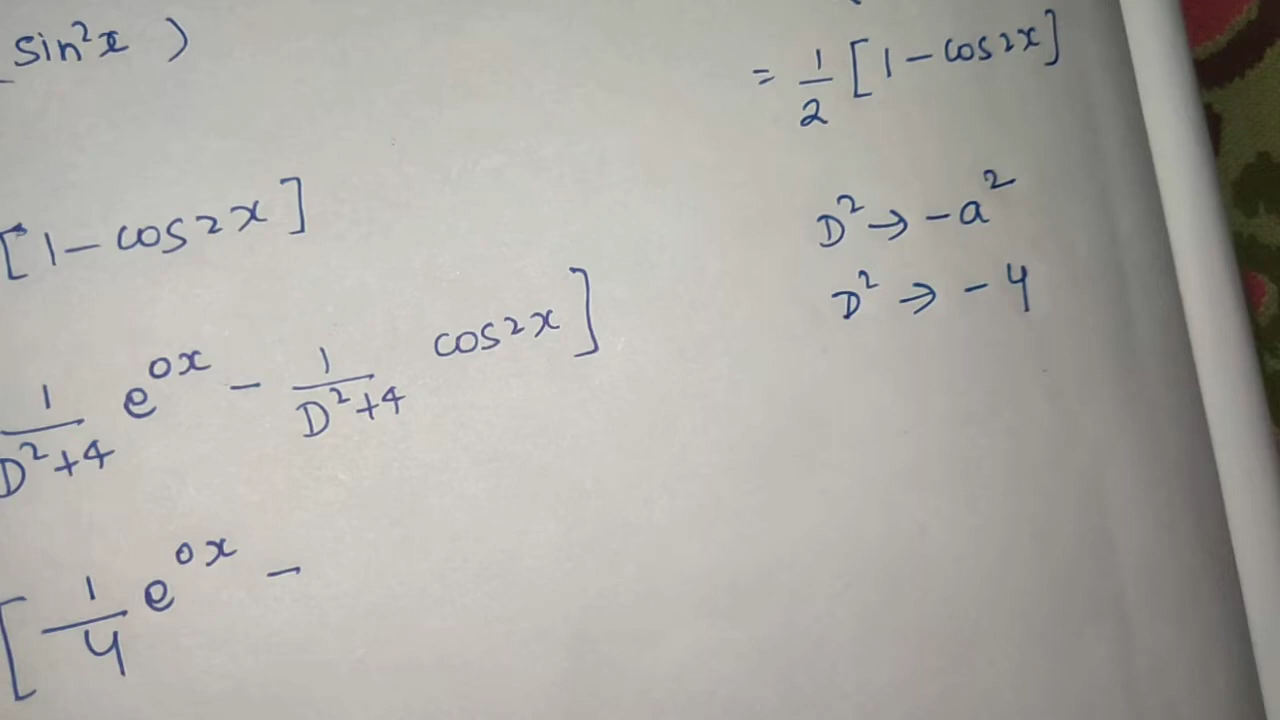 sin²x )
= 1/2 [1 - cos2x]
D² → -a²
[1 - cos2x]
D² → -4
1/D²+4 e^0x - 1/D²+4 cos2x]
[1/4 e^0x -